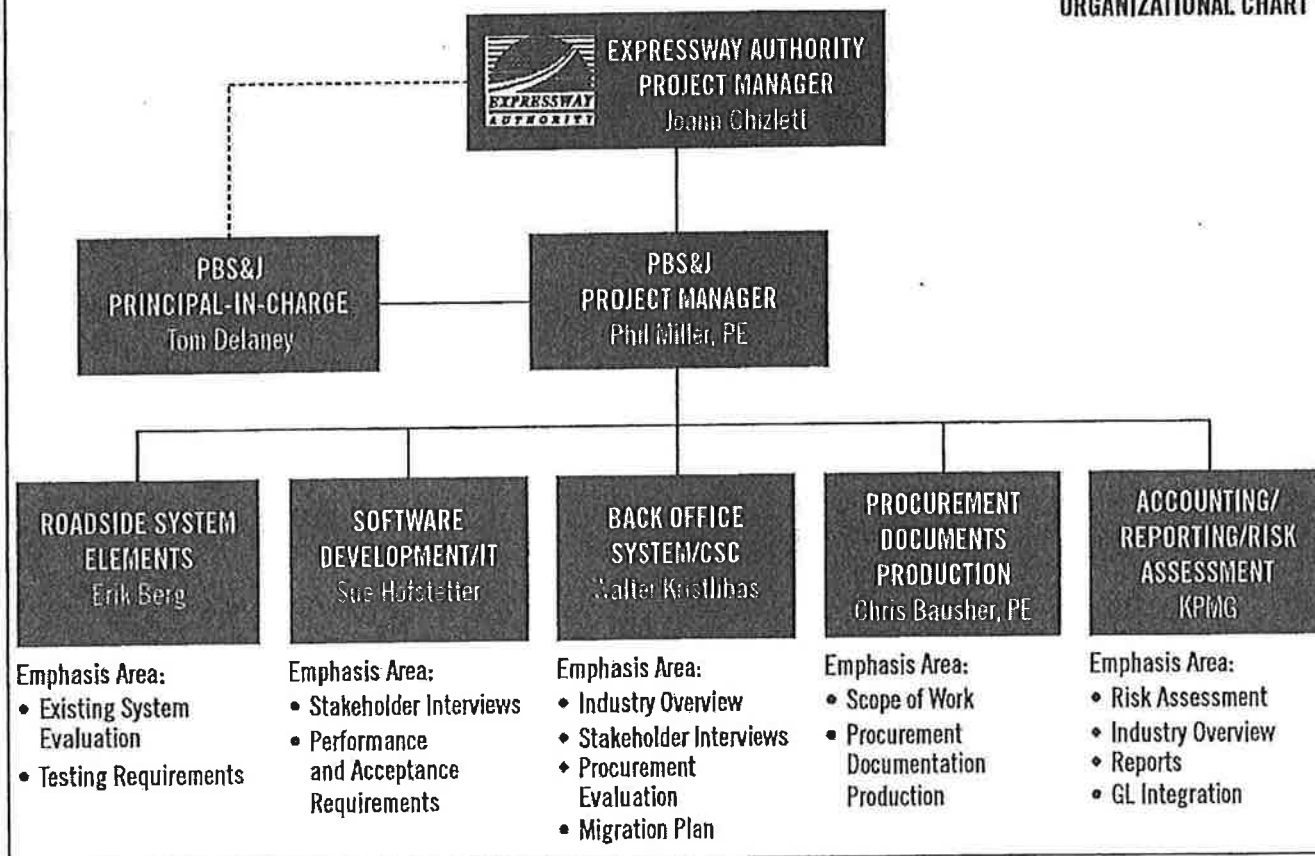 ORGANIZATIONAL CHART
EXPRESSWAY
AUTHORITY
EXPRESSWAY AUTHORITY
PROJECT MANAGER
Joann Chizlett
PBS&J
PRINCIPAL-IN-CHARGE
Tom Delaney
PBS&J
PROJECT MANAGER
Phil Miller, PE
ROADSIDE SYSTEM
ELEMENTS
Erik Berg
SOFTWARE
DEVELOPMENT/IT
Sue Hofstetter
BACK OFFICE
SYSTEM/CSC
Walter
PROCUREMENT
DOCUMENTS
PRODUCTION
Chris Bausher, PE
ACCOUNTING/
REPORTING/RISK
ASSESSMENT
KPMG
Emphasis Area:
• Existing System
Evaluation
• Testing Requirements
Emphasis Area:
• Stakeholder Interviews
• Performance
and Acceptance
Requirements
Emphasis Area:
• Industry Overview
• Stakeholder Interviews
• Procurement
Evaluation
• Migration Plan
Emphasis Area:
• Scope of Work
• Procurement
Documentation
Production
Emphasis Area:
• Risk Assessment
• Industry Overview
• Reports
• GL Integration